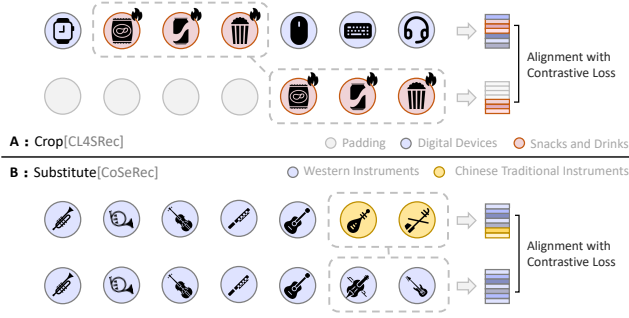 Alignment with
Contrastive Loss
A : Crop[CL4SRec]
Padding
Digital Devices
Snacks and Drinks
B : Substitute[CoSeRec]
Western Instruments
Chinese Traditional Instruments
Alignment with
Contrastive Loss